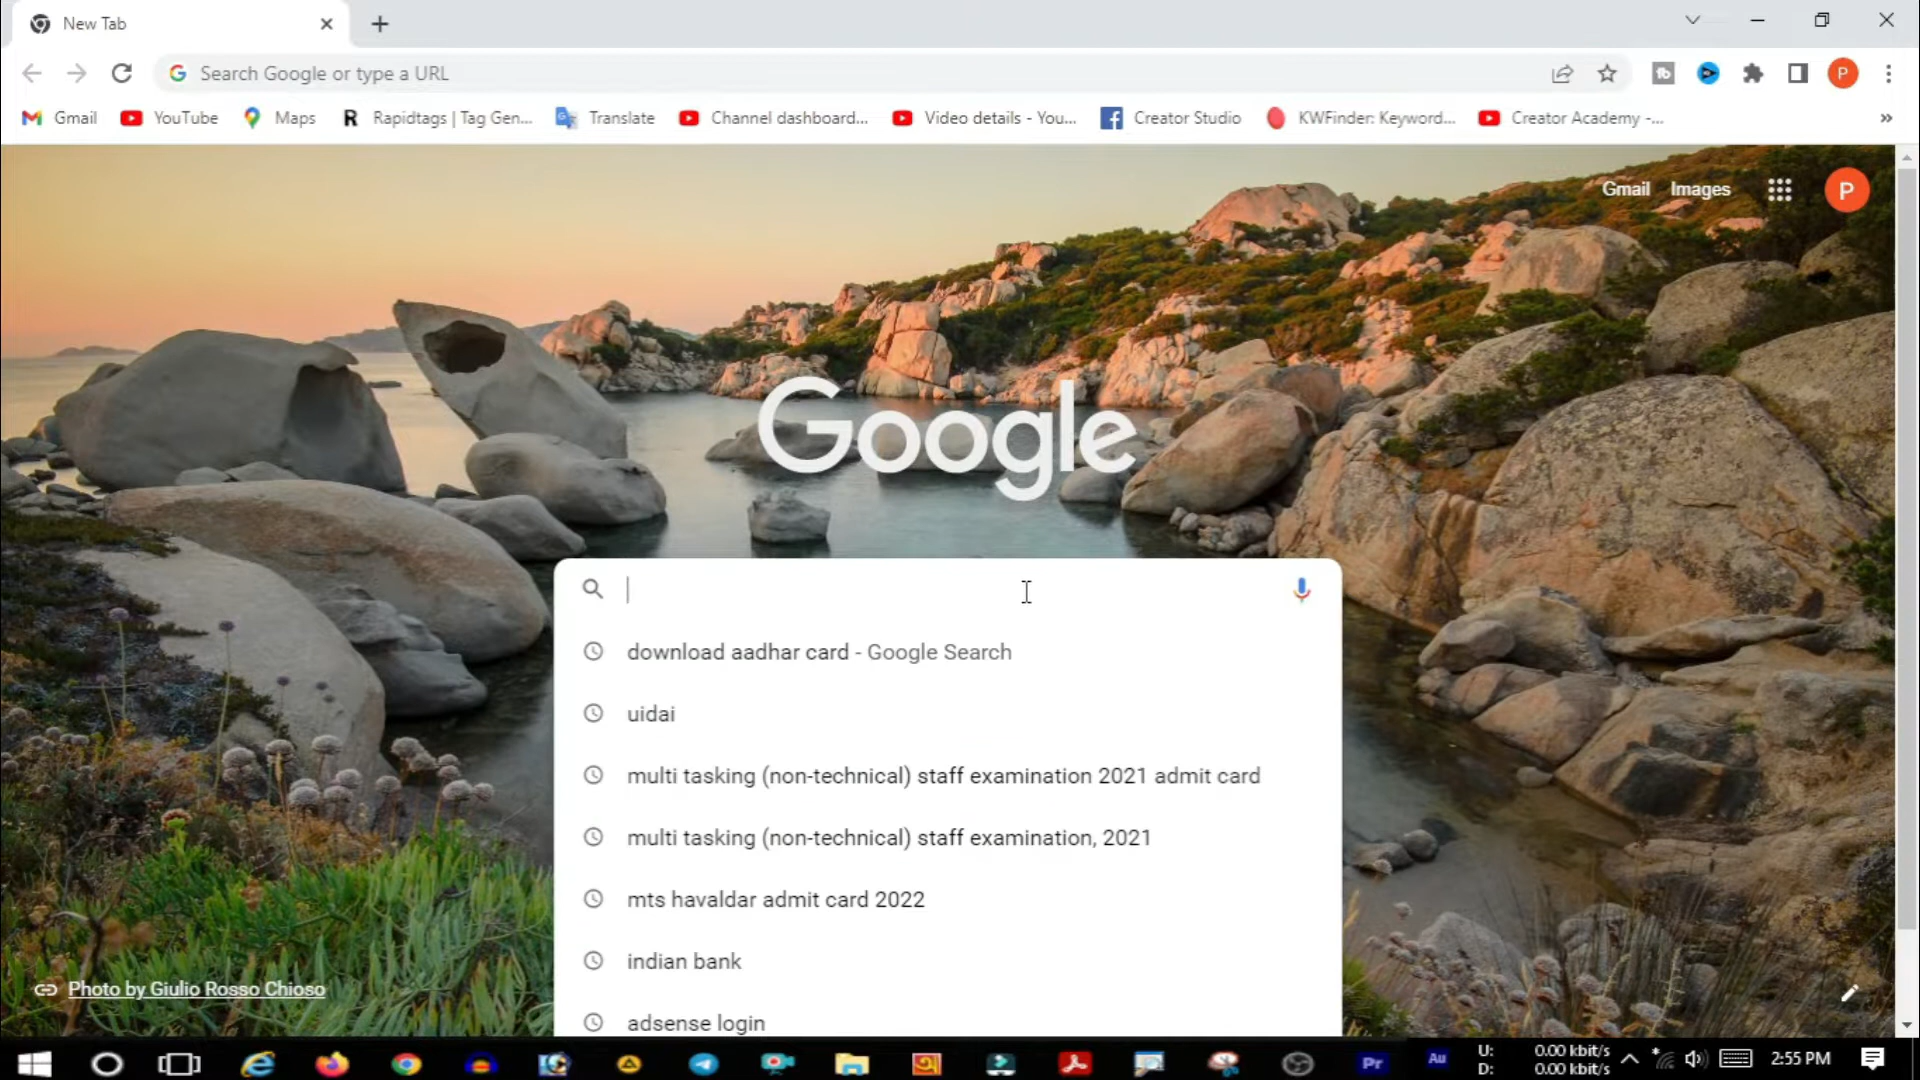 New Tab
Search Google or type a URL
Gmail YouTube Maps Rapidtags | Tag Gen... Translate Channel dashboard... Video details - You... Creator Studio KWFinder: Keyword... Creator Academy -...
Gmail Images P
Google
download aadhar card - Google Search
uidai
multi tasking (non-technical) staff examination 2021 admit card
multi tasking (non-technical) staff examination, 2021
mts havaldar admit card 2022
indian bank
adsense login
Photo by Giulio Rosso Chioso
U: 0.00 kbit/s
D: 0.00 kbit/s
2:55 PM
P
Pr
Au